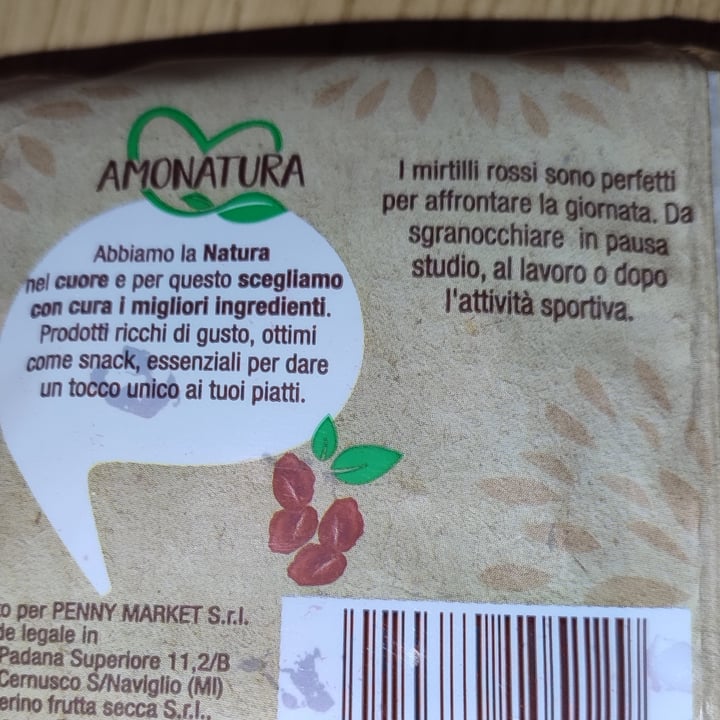 AMONATURA
Abbiamo la Natura
nel cuore e per questo scegliamo
con cura i migliori ingredienti.
Prodotti ricchi di gusto, ottimi
come snack, essenziali per dare
un tocco unico ai tuoi piatti.
I mirtilli rossi sono perfetti
per affrontare la giornata. Da
sgranocchiare in pausa
studio, al lavoro o dopo
l'attività sportiva.
per PENNY MARKET S.r.l.
legale in
Padana Superiore 11,2/B
Cernusco S/Naviglio (MI)
frutta secca S.r.l.,